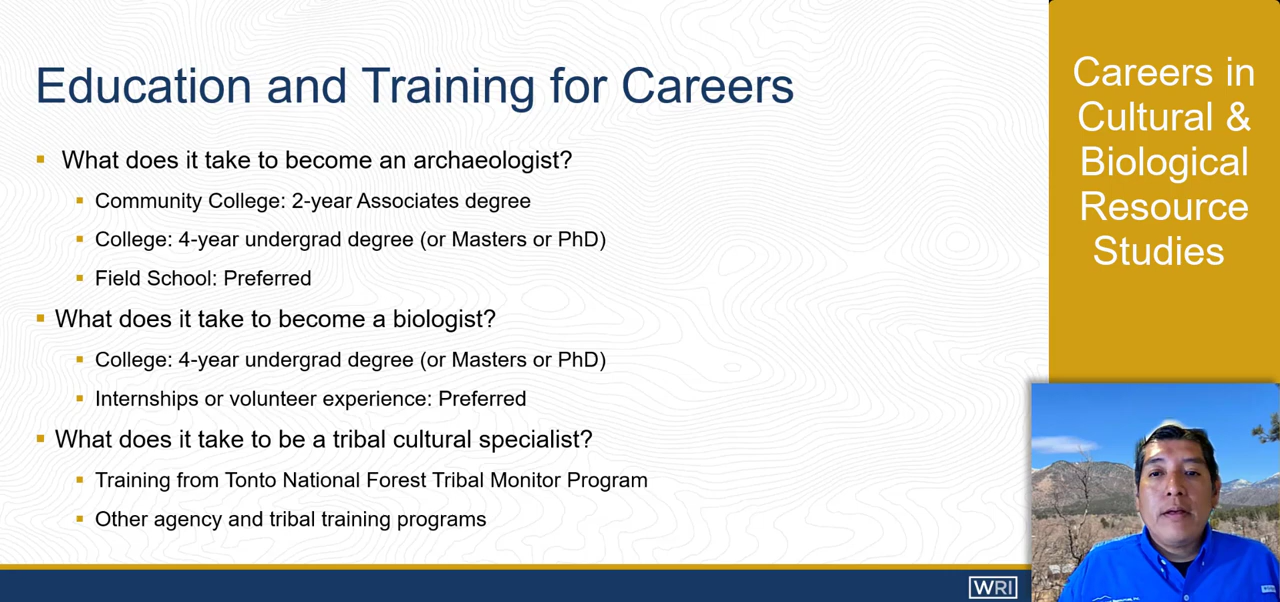 Education and Training for Careers
What does it take to become an archaeologist?
Community College: 2-year Associates degree
College: 4-year undergrad degree (or Masters or PhD)
Field School: Preferred
What does it take to become a biologist?
College: 4-year undergrad degree (or Masters or PhD)
Internships or volunteer experience: Preferred
What does it take to be a tribal cultural specialist?
Training from Tonto National Forest Tribal Monitor Program
Other agency and tribal training programs
Careers in
Cultural &
Biological
Resource
Studies
WRI